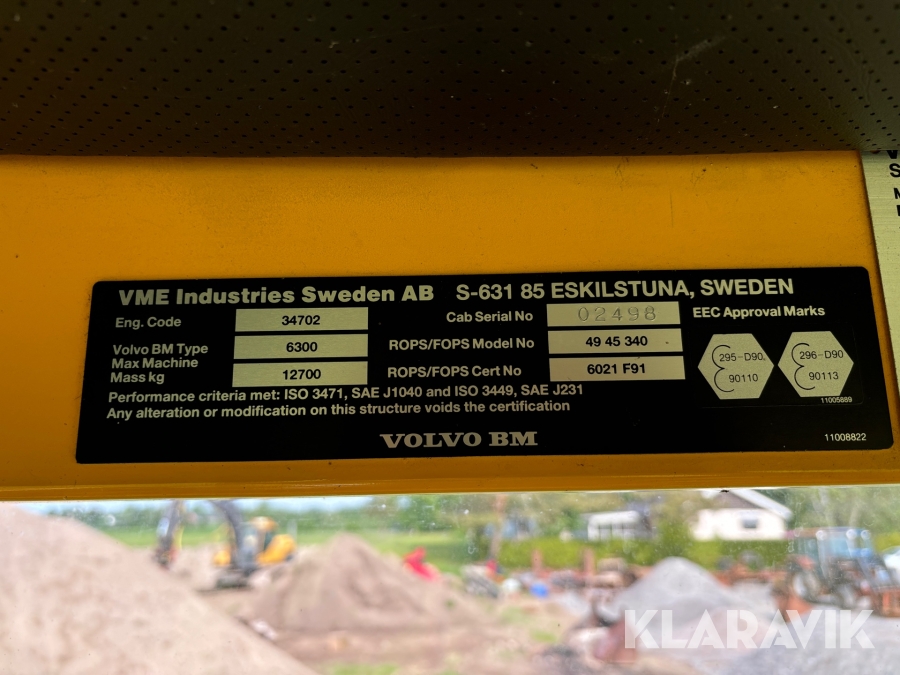 VME Industries Sweden AB S-631 85 ESKILSTUNA, SWEDEN
Eng. Code 34702 Cab Serial No 02498 EEC Approval Marks
Volvo BM Type 6300 ROPS/FOPS Model No 49 45 340
Max Machine
Mass kg 12700 ROPS/FOPS Cert No 6021 F91
295-D90, 90110
296-D90 90113
11005889
Performance criteria met: ISO 3471, SAE J1040 and ISO 3449, SAE J231
Any alteration or modification on this structure voids the certification
VOLVO BM
11008822
KLARAVIK